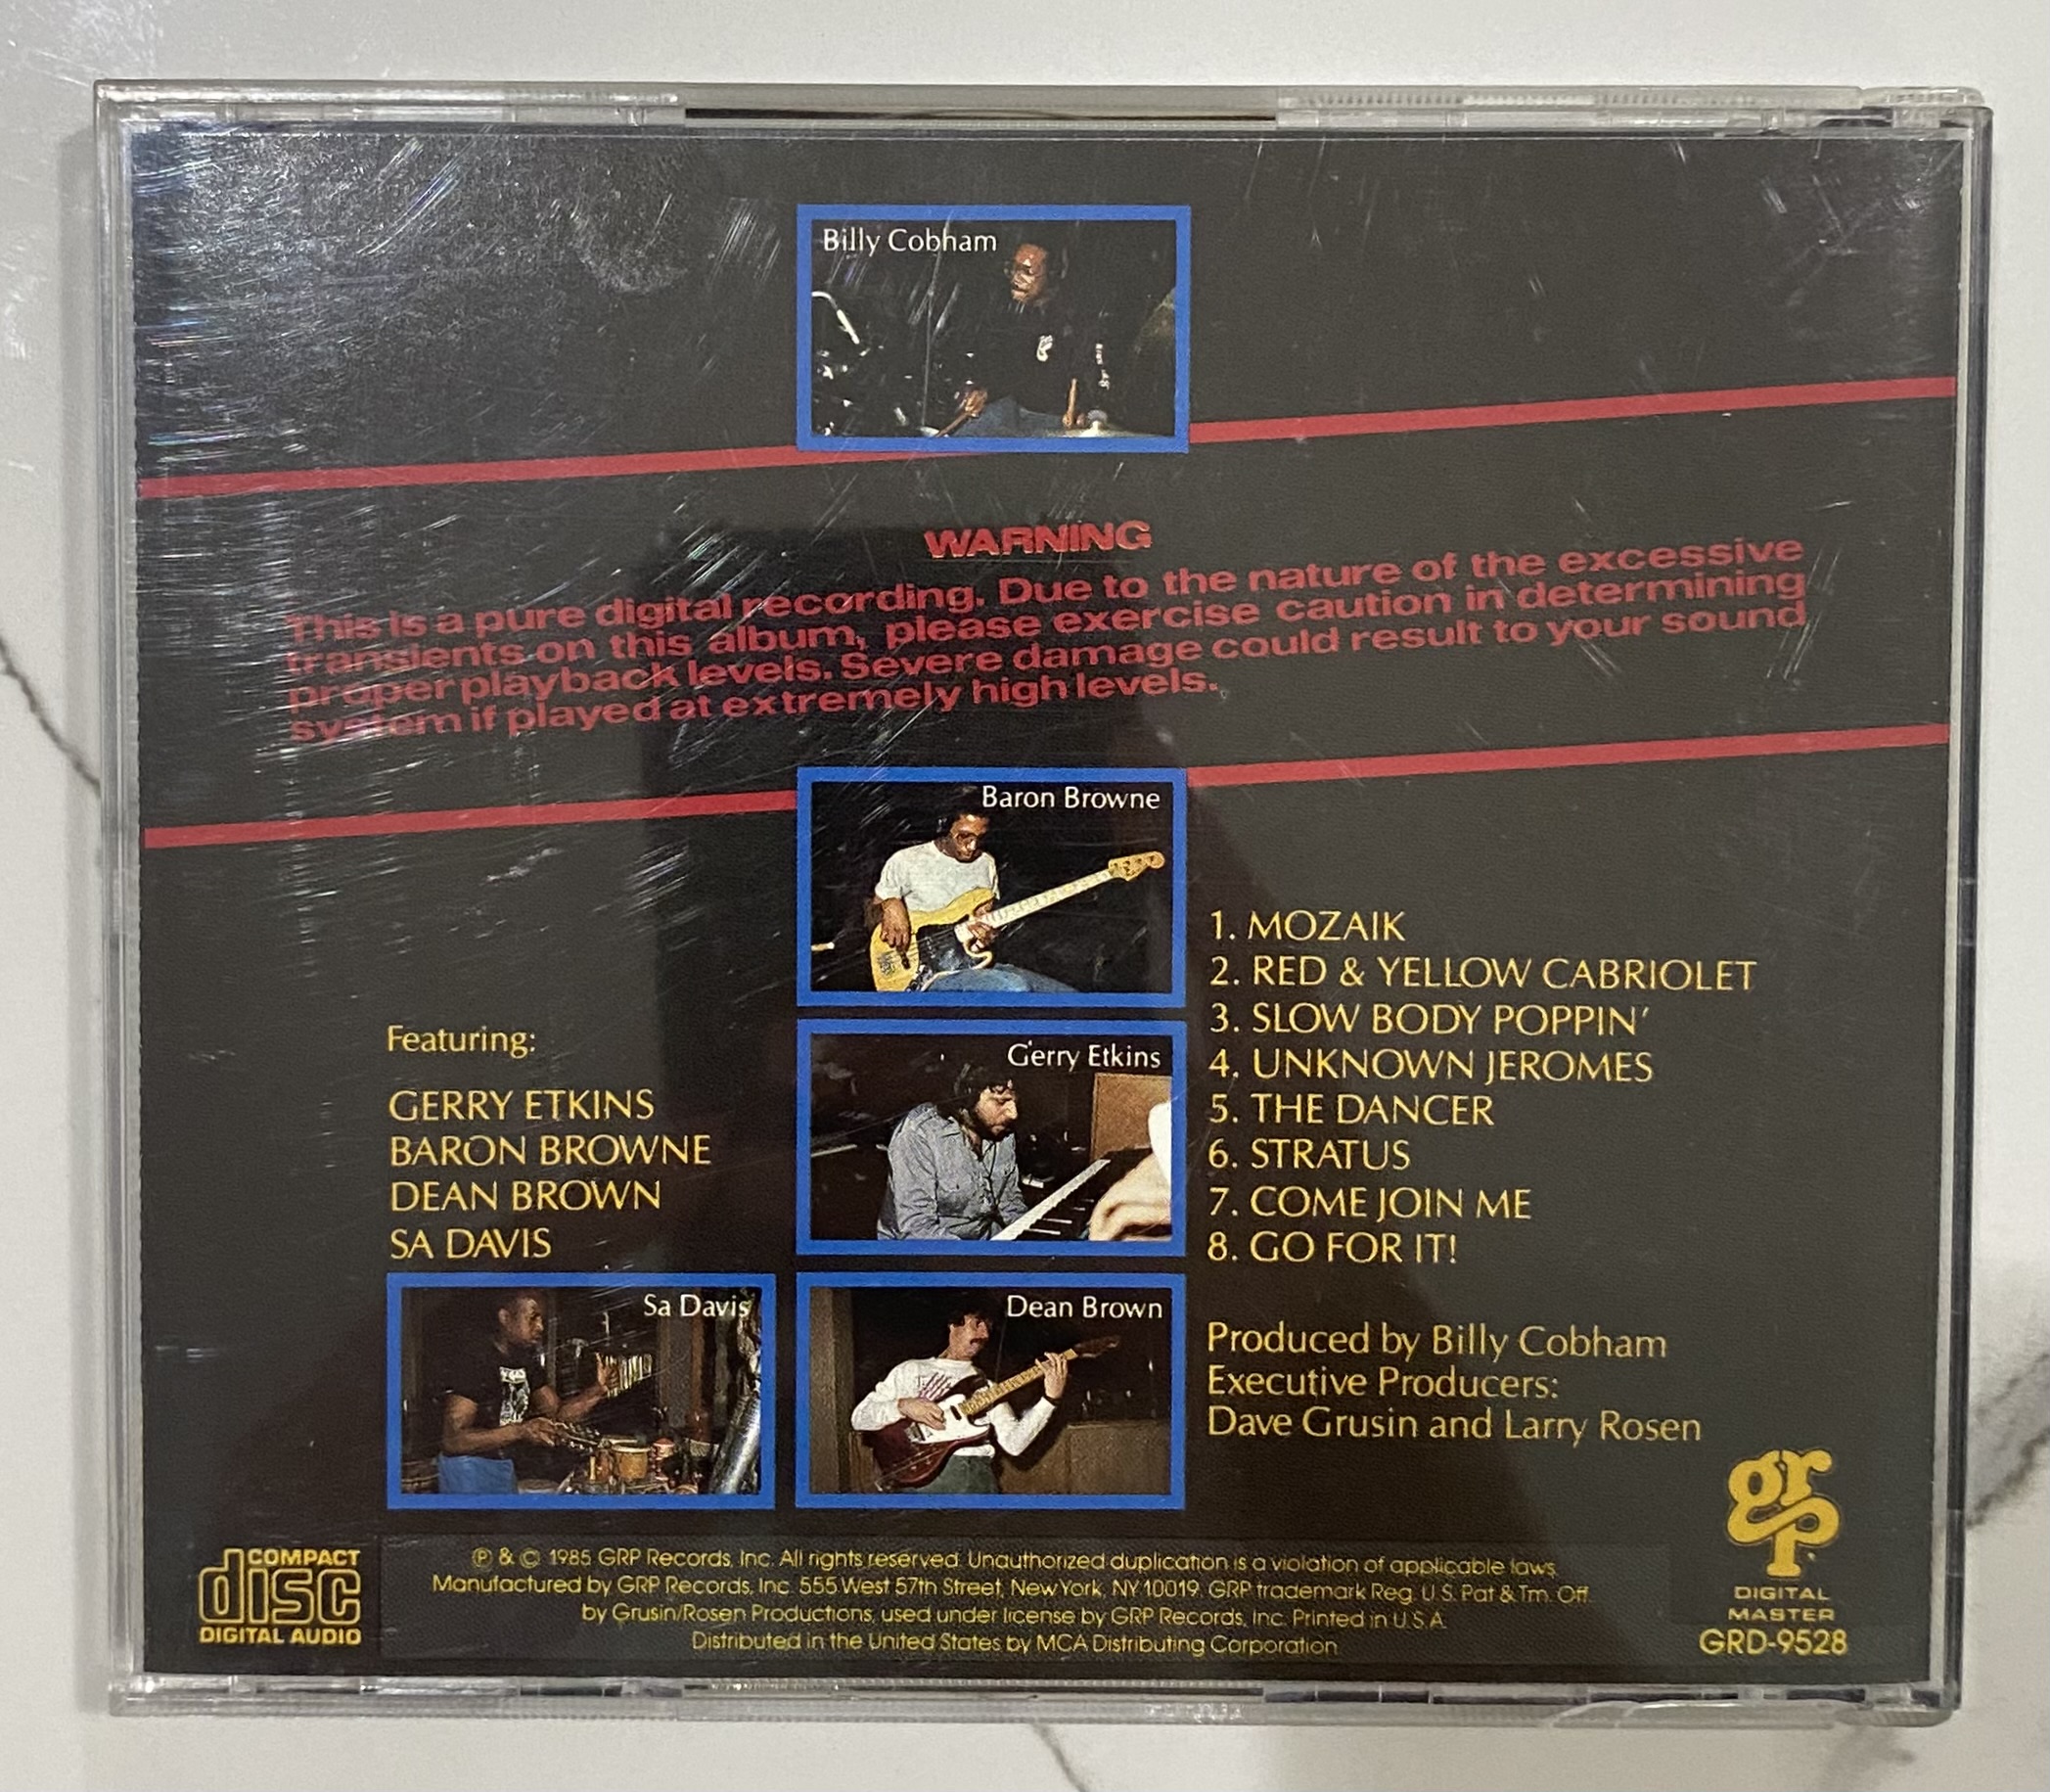 Billy Cobham
WARNING
This is a pure digital recording. Due to the nature of the excessive
transients on this album, please exercise caution in determining
proper playback levels. Severe damage could result to your sound
system if played at extremely high levels.
Baron Browne
Gerry Etkins
Featuring:
GERRY ETKINS
BARON BROWNE
DEAN BROWN
SA DAVIS
Sa Davis
Dean Brown
1. MOZAIK
2. RED & YELLOW CABRIOLET
3. SLOW BODY POPPIN'
4. UNKNOWN JEROMES
5. THE DANCER
6. STRATUS
7. COME JOIN ME
8. GO FOR IT!
Produced by Billy Cobham
Executive Producers:
Dave Grusin and Larry Rosen
grp
DIGITAL
MASTER
GRD-9528
COMPACT
disc
DIGITAL AUDIO
℗ & © 1985 GRP Records, Inc. All rights reserved. Unauthorized duplication is a violation of applicable laws.
Manufactured by GRP Records, Inc. 555 West 57th Street, New York, NY 10019. GRP trademark Reg. U.S. Pat & Tm. Off.
by Grusin/Rosen Productions, used under license by GRP Records, Inc. Printed in U.S.A.
Distributed in the United States by MCA Distributing Corporation